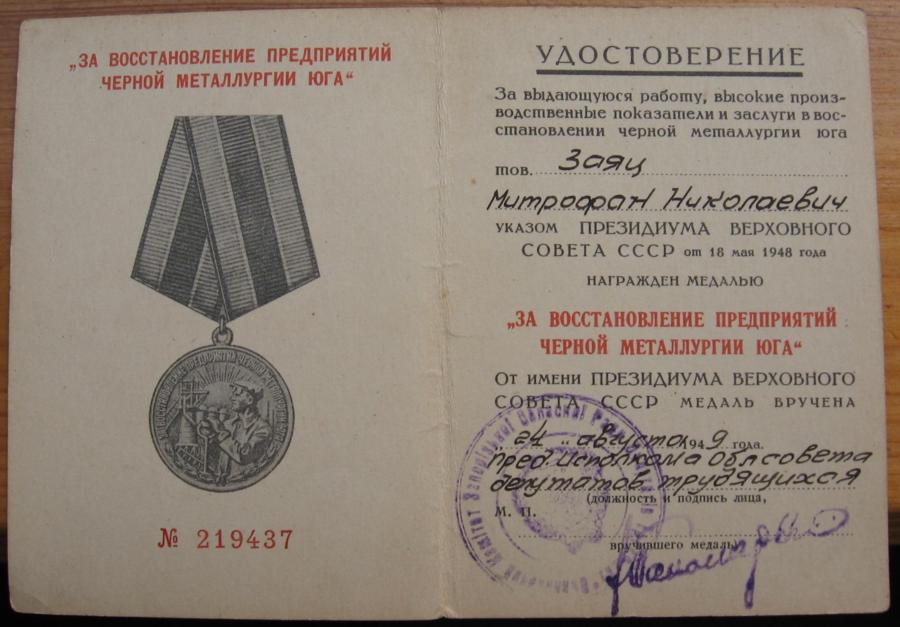 „ЗА ВОССТАНОВЛЕНИЕ ПРЕДПРИЯТИЙ
ЧЕРНОЙ МЕТАЛЛУРГИИ ЮГА“
№ 219437
УДОСТОВЕРЕНИЕ
За выдающуюся работу, высокие произ-
водственные показатели и заслуги в вос-
становлении черной металлургии юга
тов. Заяц
Митрофан Николаевич
указом ПРЕЗИДИУМА ВЕРХОВНОГО
СОВЕТА СССР от 18 мая 1948 года
НАГРАЖДЕН МЕДАЛЬЮ
„ЗА ВОССТАНОВЛЕНИЕ ПРЕДПРИЯТИЙ
ЧЕРНОЙ МЕТАЛЛУРГИИ ЮГА“
От имени ПРЕЗИДИУМА ВЕРХОВНОГО
СОВЕТА СССР МЕДАЛЬ ВРУЧЕНА
„24„ августа 1949 года.
Пред. Исполкома Облсовета
депутатов трудящихся
(должность и подпись лица,
М. П.
вручившего медаль)